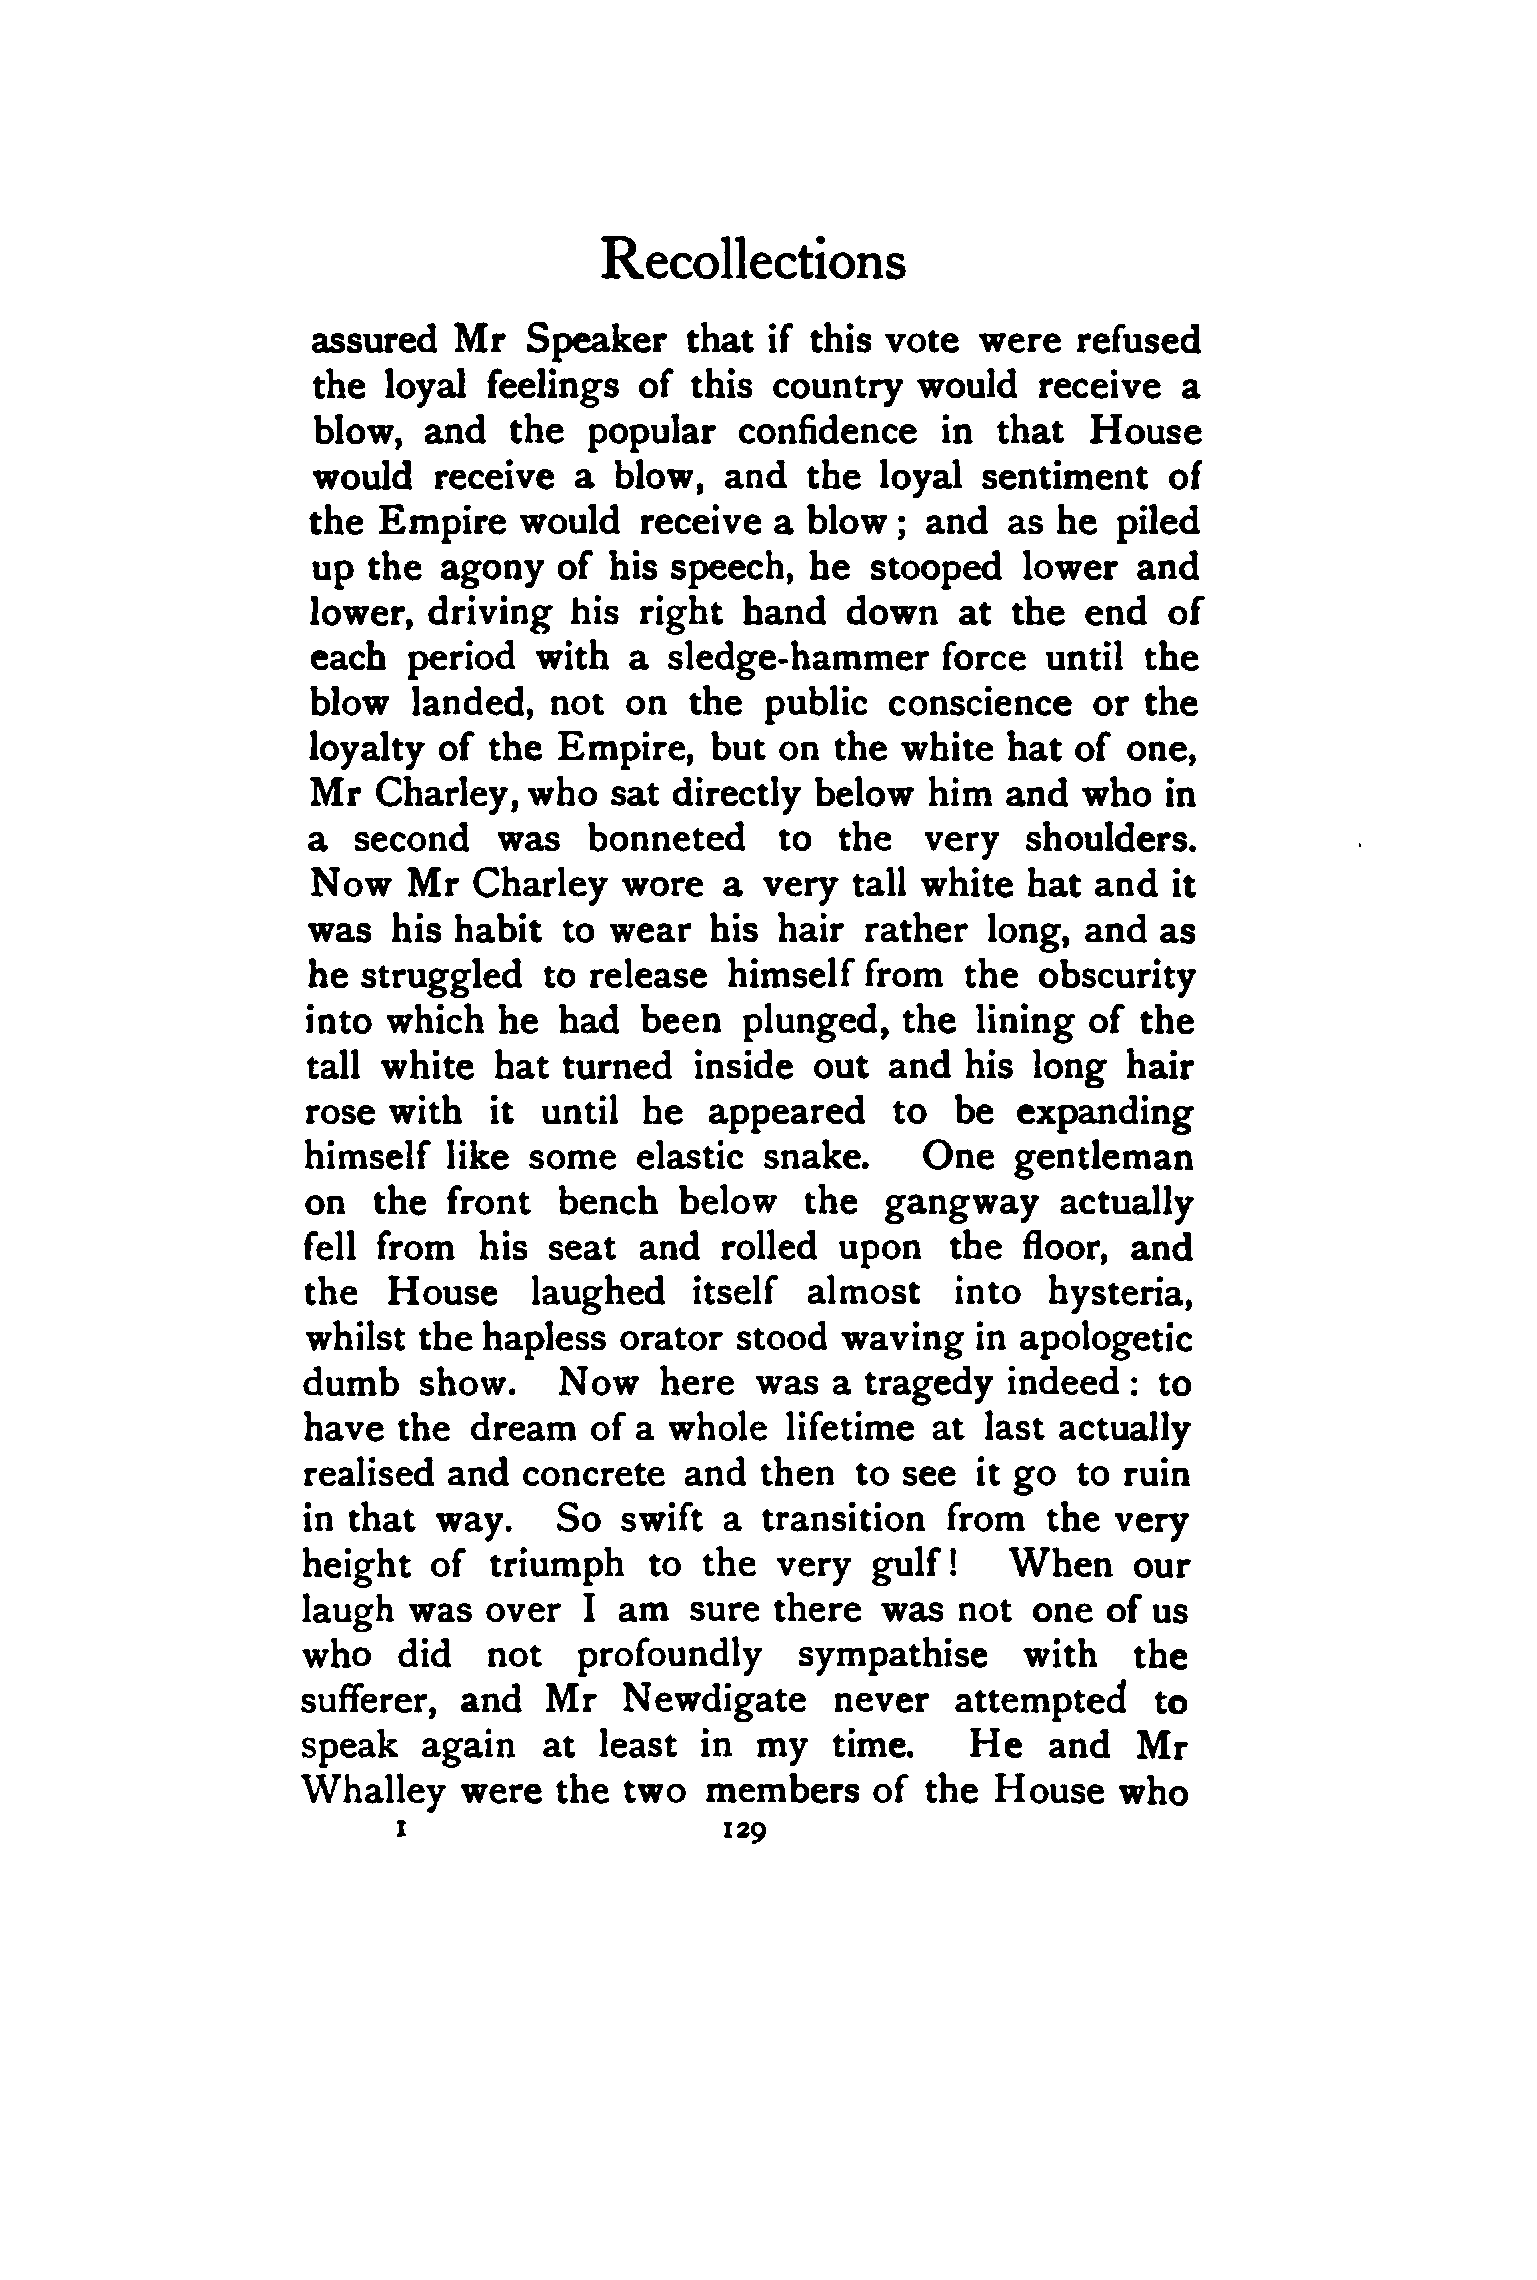 Recollections
assured Mr Speaker that if this vote were refused
the loyal feelings of this country would receive a
blow, and the popular confidence in that House
would receive a blow, and the loyal sentiment of
the Empire would receive a blow ; and as he piled
up the agony of his speech, he stooped lower and
lower, driving his right hand down at the end of
each period with a sledge-hammer force until the
blow landed, not on the public conscience or the
loyalty of the Empire, but on the white hat of one,
Mr Charley, who sat directly below him and who in
a second was bonneted to the very shoulders.
Now Mr Charley wore a very tall white hat and it
was his habit to wear his hair rather long, and as
he struggled to release himself from the obscurity
into which he had been plunged, the lining of the
tall white hat turned inside out and his long hair
rose with it until he appeared to be expanding
himself like some elastic snake. One gentleman
on the front bench below the gangway actually
fell from his seat and rolled upon the floor, and
the House laughed itself almost into hysteria,
whilst the hapless orator stood waving in apologetic
dumb show. Now here was a tragedy indeed : to
have the dream of a whole lifetime at last actually
realised and concrete and then to see it go to ruin
in that way. So swift a transition from the very
height of triumph to the very gulf! When our
laugh was over I am sure there was not one of us
who did not profoundly sympathise with the
sufferer, and Mr Newdigate never attempted to
speak again at least in my time. He and Mr
Whalley were the two members of the House who
I 129